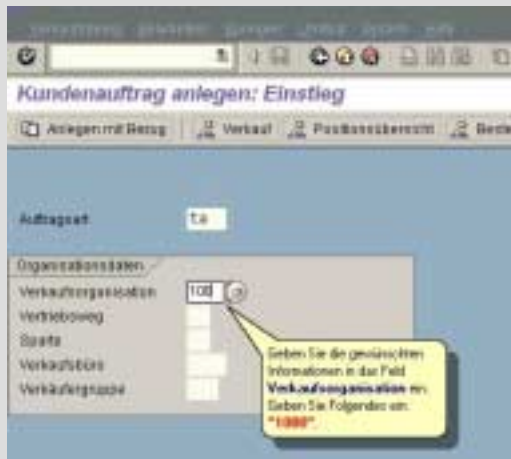 Kundenauftrag anlegen: Einstieg
Anlegen mit Bezug Verkauf Positionsübersicht
Auftragsart ta
Organisationsdaten
Verkaufsorganisation 100
Vertriebsweg
Sparte
Verkaufsbüro
Verkäufergruppe
Geben Sie die gewünschten
Informationen in das Feld
Verkaufsorganisation ein.
Geben Sie Folgendes ein:
"1000".